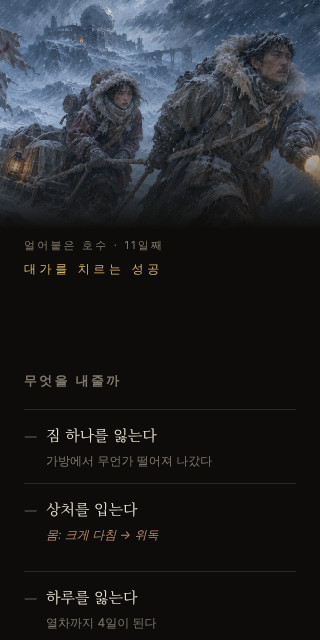 얼어붙은 호수 · 11일째
대가를 치르는 성공
무엇을 내줄까
— 짐 하나를 잃는다
가방에서 무언가 떨어져 나갔다
— 상처를 입는다
몸: 크게 다침 → 위독
— 하루를 잃는다
열차까지 4일이 된다